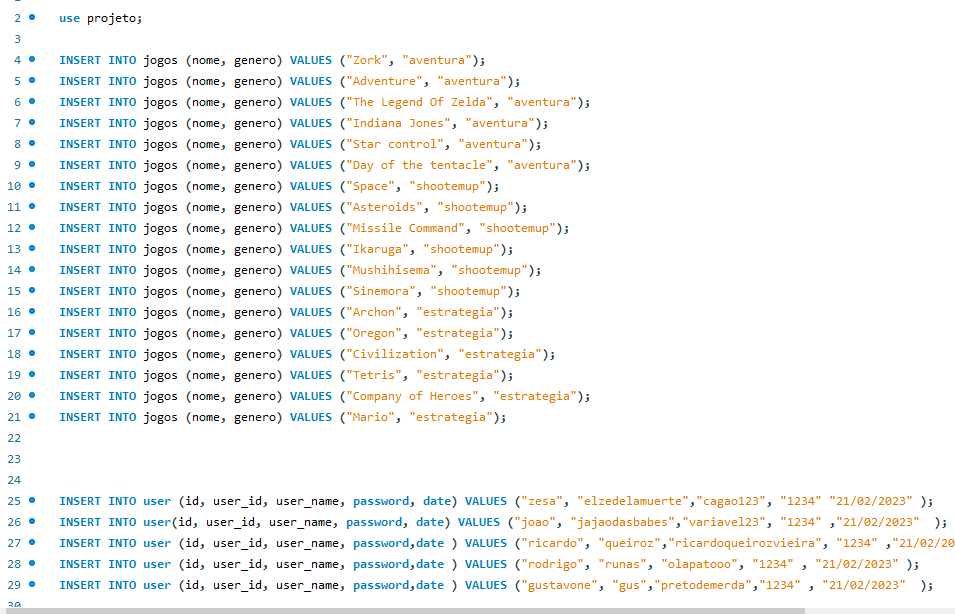 2 use projeto;
3
4 INSERT INTO jogos (nome, genero) VALUES ("Zork", "aventura");
5 INSERT INTO jogos (nome, genero) VALUES ("Adventure", "aventura");
6 INSERT INTO jogos (nome, genero) VALUES ("The Legend Of Zelda", "aventura");
7 INSERT INTO jogos (nome, genero) VALUES ("Indiana Jones", "aventura");
8 INSERT INTO jogos (nome, genero) VALUES ("Star control", "aventura");
9 INSERT INTO jogos (nome, genero) VALUES ("Day of the tentacle", "aventura");
10 INSERT INTO jogos (nome, genero) VALUES ("Space", "shootemup");
11 INSERT INTO jogos (nome, genero) VALUES ("Asteroids", "shootemup");
12 INSERT INTO jogos (nome, genero) VALUES ("Missile Command", "shootemup");
13 INSERT INTO jogos (nome, genero) VALUES ("Ikaruga", "shootemup");
14 INSERT INTO jogos (nome, genero) VALUES ("Mushihisema", "shootemup");
15 INSERT INTO jogos (nome, genero) VALUES ("Sinemora", "shootemup");
16 INSERT INTO jogos (nome, genero) VALUES ("Archon", "estrategia");
17 INSERT INTO jogos (nome, genero) VALUES ("Oregon", "estrategia");
18 INSERT INTO jogos (nome, genero) VALUES ("Civilization", "estrategia");
19 INSERT INTO jogos (nome, genero) VALUES ("Tetris", "estrategia");
20 INSERT INTO jogos (nome, genero) VALUES ("Company of Heroes", "estrategia");
21 INSERT INTO jogos (nome, genero) VALUES ("Mario", "estrategia");
22
23
24
25 INSERT INTO user (id, user_id, user_name, password, date) VALUES ("zesa", "elzedelamuerte","cagao123", "1234" "21/02/2023" );
26 INSERT INTO user(id, user_id, user_name, password, date) VALUES ("joao", "jajaodasbabes","variavel23", "1234" ,"21/02/2023"  );
27 INSERT INTO user (id, user_id, user_name, password,date ) VALUES ("ricardo", "queiroz","ricardoqueirozvieira", "1234" ,"21/02/20
28 INSERT INTO user (id, user_id, user_name, password,date ) VALUES ("rodrigo", "runas", "olapatooo", "1234" , "21/02/2023" );
29 INSERT INTO user (id, user_id, user_name, password,date ) VALUES ("gustavone", "gus","pretodemerda","1234" , "21/02/2023"  );
30